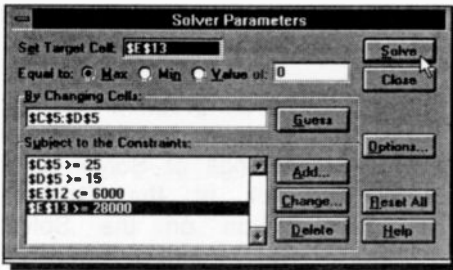 Solver Parameters
Set Target Cell: $E$13
Solve
Equal to: Max Min Value of: 0
Close
By Changing Cells:
$C$5:$D$5
Guess
Subject to the Constraints:
Options...
$C$5 >= 25
$D$5 >= 15
$E$12 <= 6000
$E$13 >= 28000
Add...
Change...
Reset All
Delete
Help